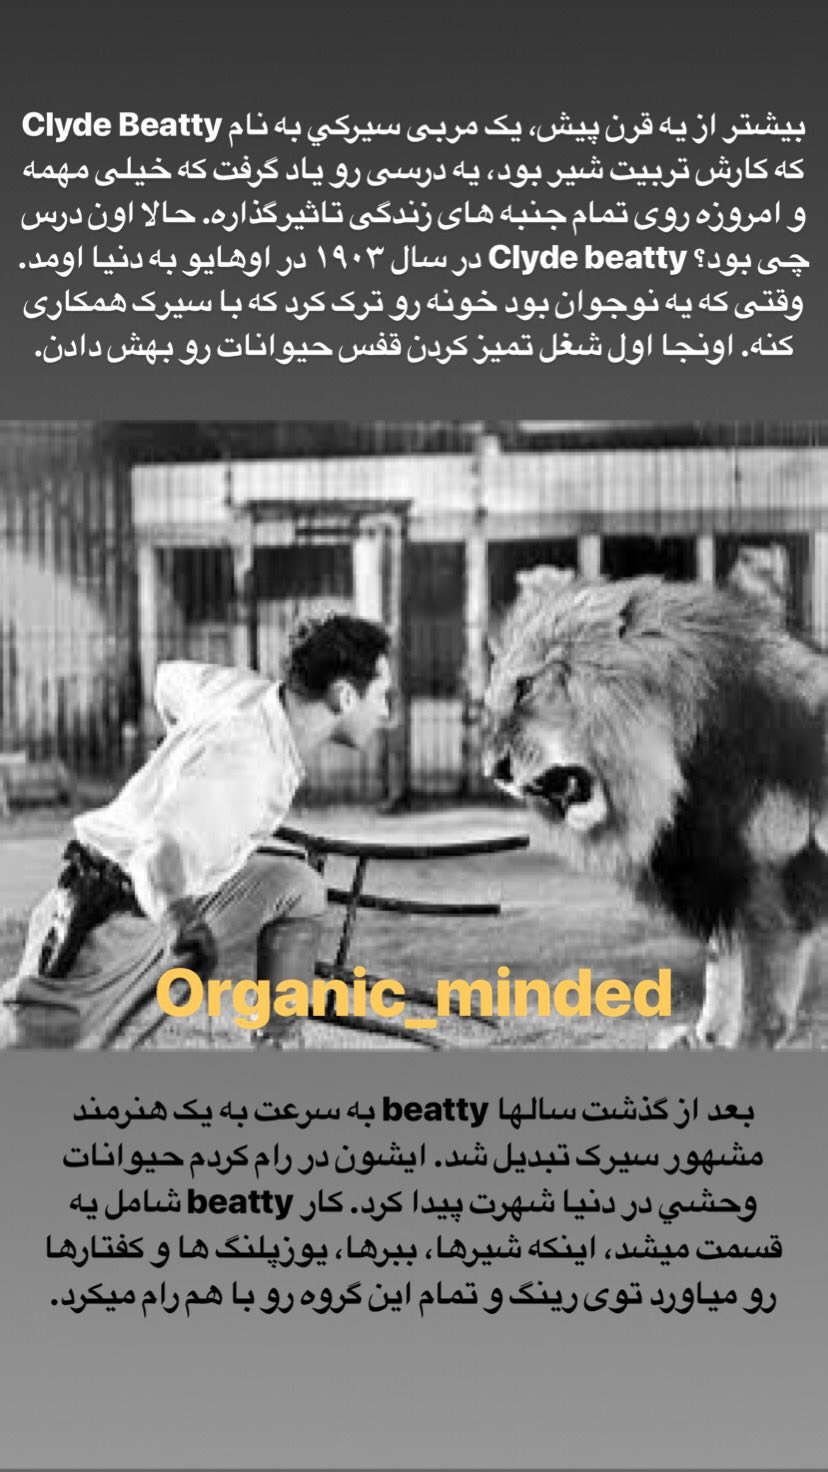 بیشتر از یه قرن پیش، یک مربی سیرکي به نام Clyde Beatty
که کارش تربیت شیر بود، یه درسی رو یاد گرفت که خیلی مهمه
و امروزه روی تمام جنبه های زندگی تاثیرگذاره. حالا اون درس
چی بود؟ Clyde beatty در سال ۱۹۰۳ در اوهایو به دنیا اومد.
وقتی که یه نوجوان بود خونه رو ترک کرد که با سیرک همکاری
کنه. اونجا اول شغل تمیز کردن قفس حیوانات رو بهش دادن.
Organic_minded
بعد از گذشت سالها beatty به سرعت به یک هنرمند
مشهور سیرک تبدیل شد. ایشون در رام کردم حیوانات
وحشي در دنیا شهرت پیدا کرد. کار beatty شامل یه
قسمت میشد، اینکه شیرها، ببرها، یوزپلنگ ها و کفتارها
رو میاورد توی رینگ و تمام این گروه رو با هم رام میکرد.